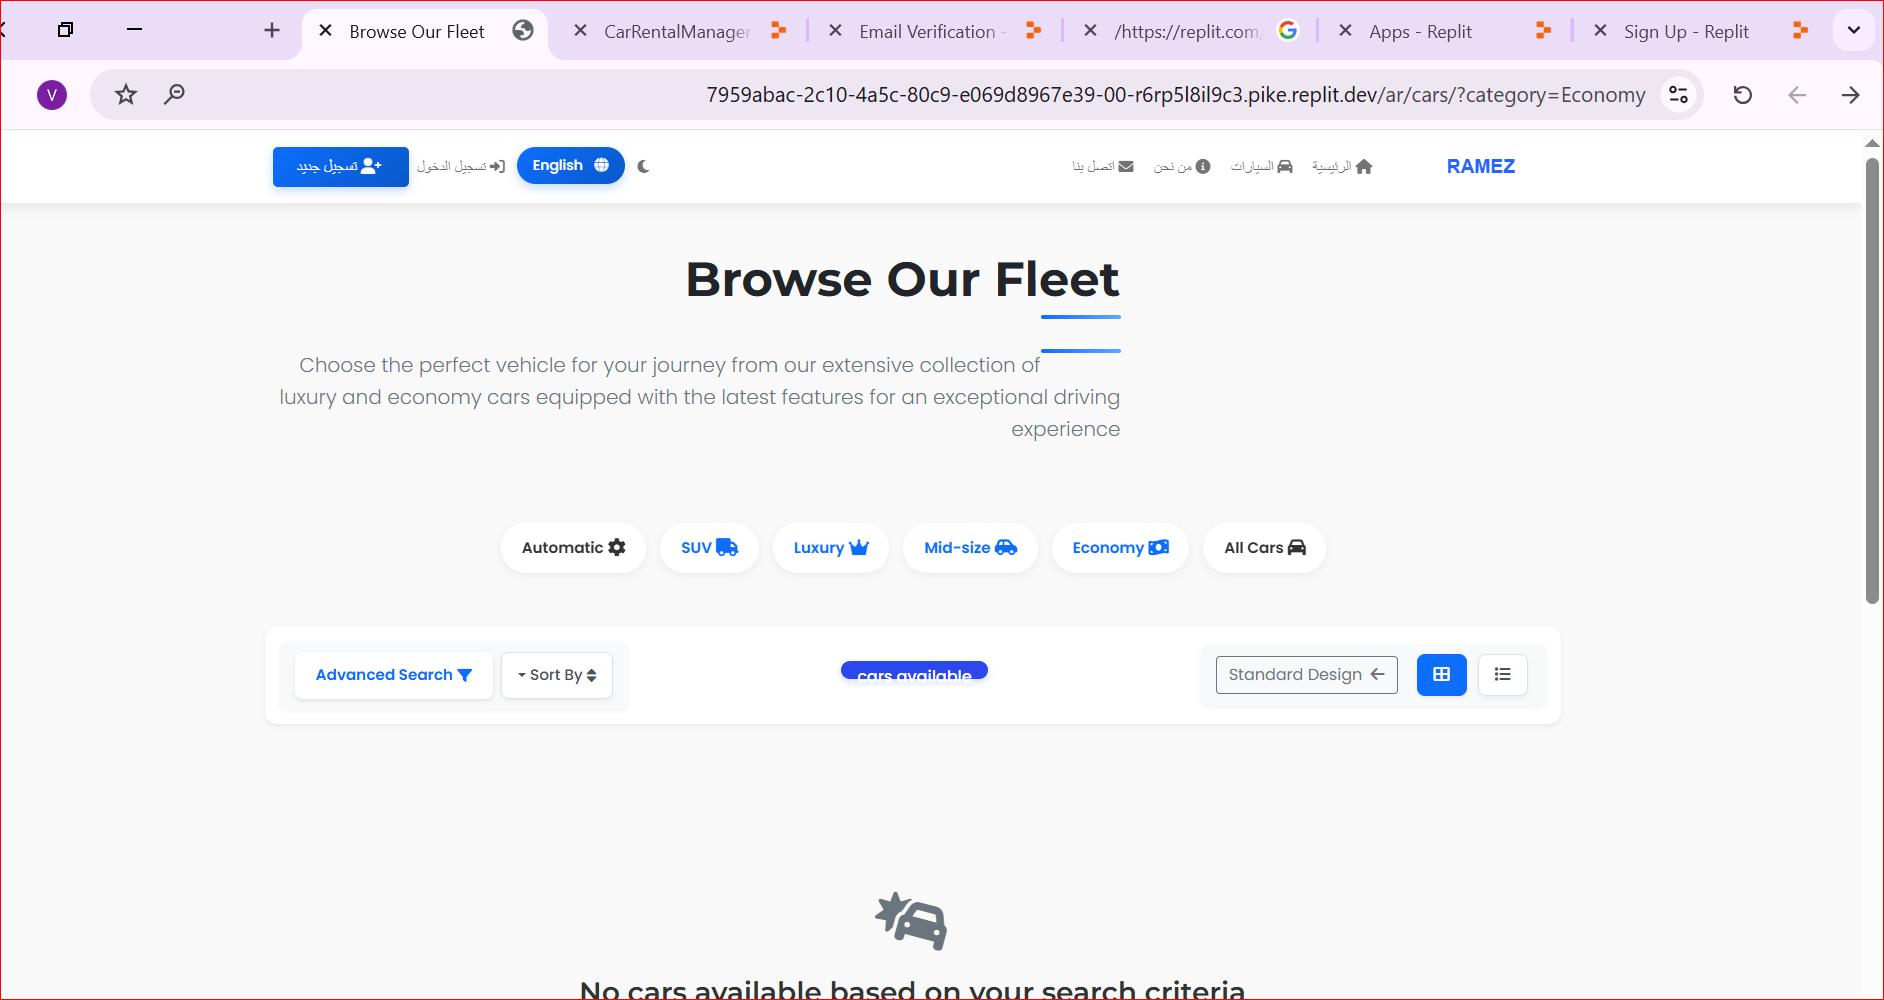 Browse Our Fleet
CarRentalManager
Email Verification -
/https://replit.com/
Apps - Replit
Sign Up - Replit
V
7959abac-2c10-4a5c-80c9-e069d8967e39-00-r6rp5l8il9c3.pike.replit.dev/ar/cars/?category=Economy
RAMEZ
الرئيسية
السيارات
من نحن
اتصل بنا
English
تسجيل الدخول
تسجيل جديد
Browse Our Fleet
Choose the perfect vehicle for your journey from our extensive collection of
luxury and economy cars equipped with the latest features for an exceptional driving
experience
Automatic
SUV
Luxury
Mid-size
Economy
All Cars
Advanced Search
Sort By
cars available
Standard Design
No cars available based on your search criteria